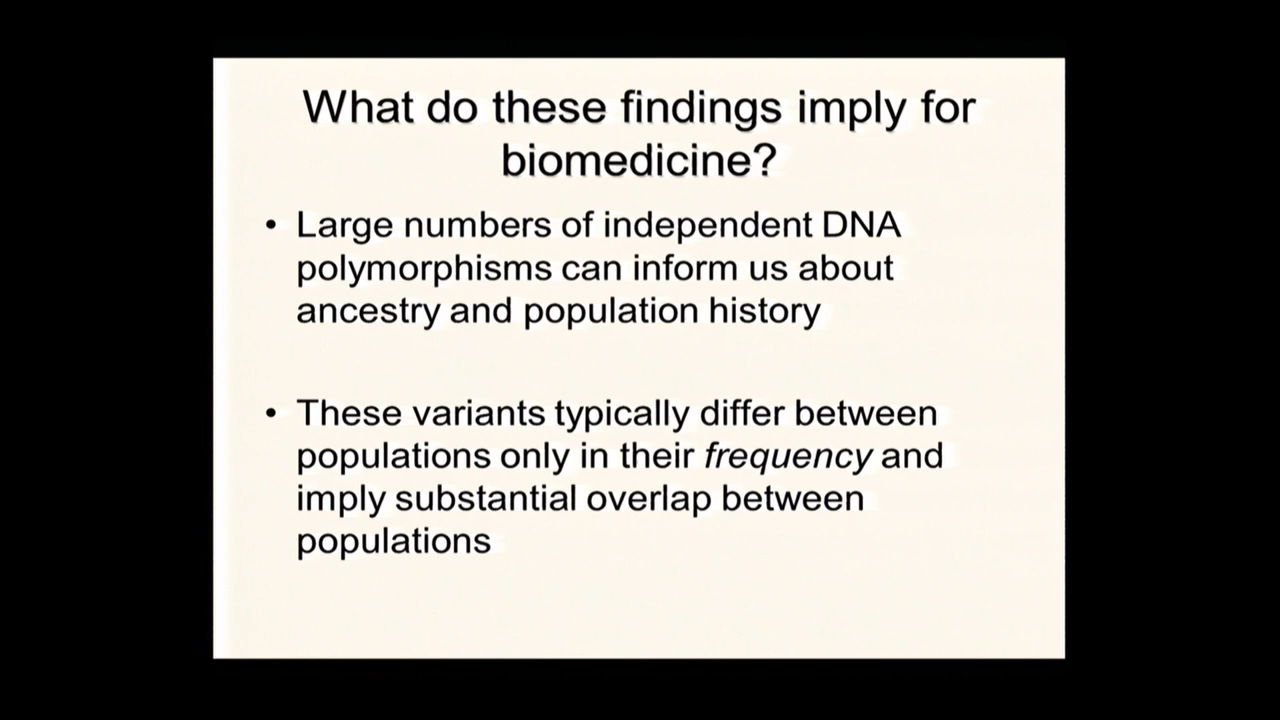 What do these findings imply for
biomedicine?
• Large numbers of independent DNA
polymorphisms can inform us about
ancestry and population history
• These variants typically differ between
populations only in their frequency and
imply substantial overlap between
populations